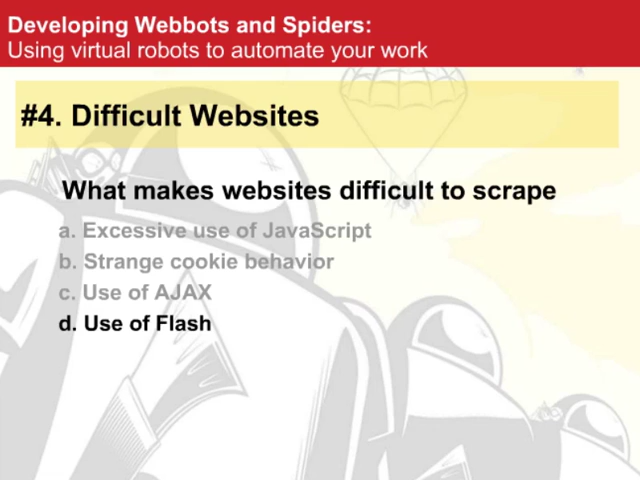 Developing Webbots and Spiders:
Using virtual robots to automate your work
#4. Difficult Websites
What makes websites difficult to scrape
a. Excessive use of JavaScript
b. Strange cookie behavior
c. Use of AJAX
d. Use of Flash